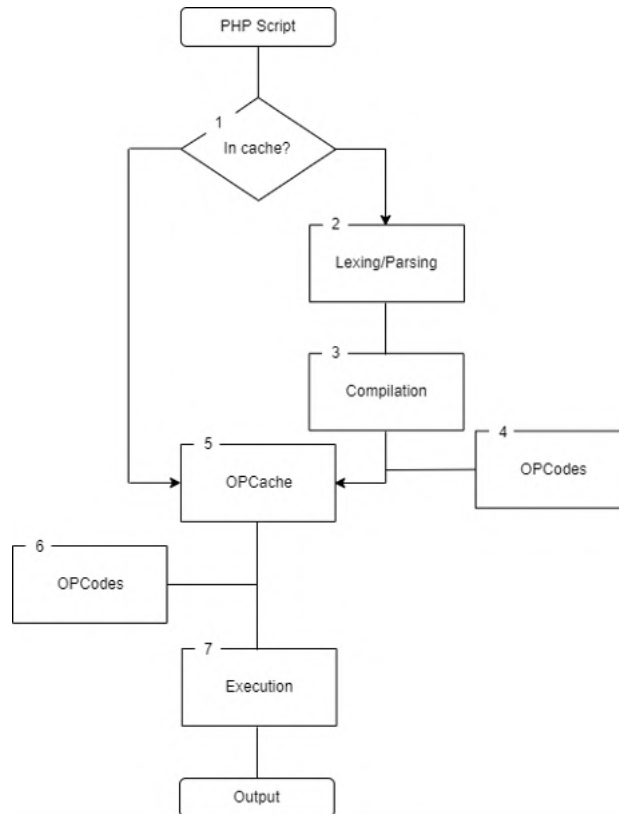 PHP Script
1
In cache?
2
Lexing/Parsing
3
Compilation
4
OPCodes
5
OPCache
6
OPCodes
7
Execution
Output